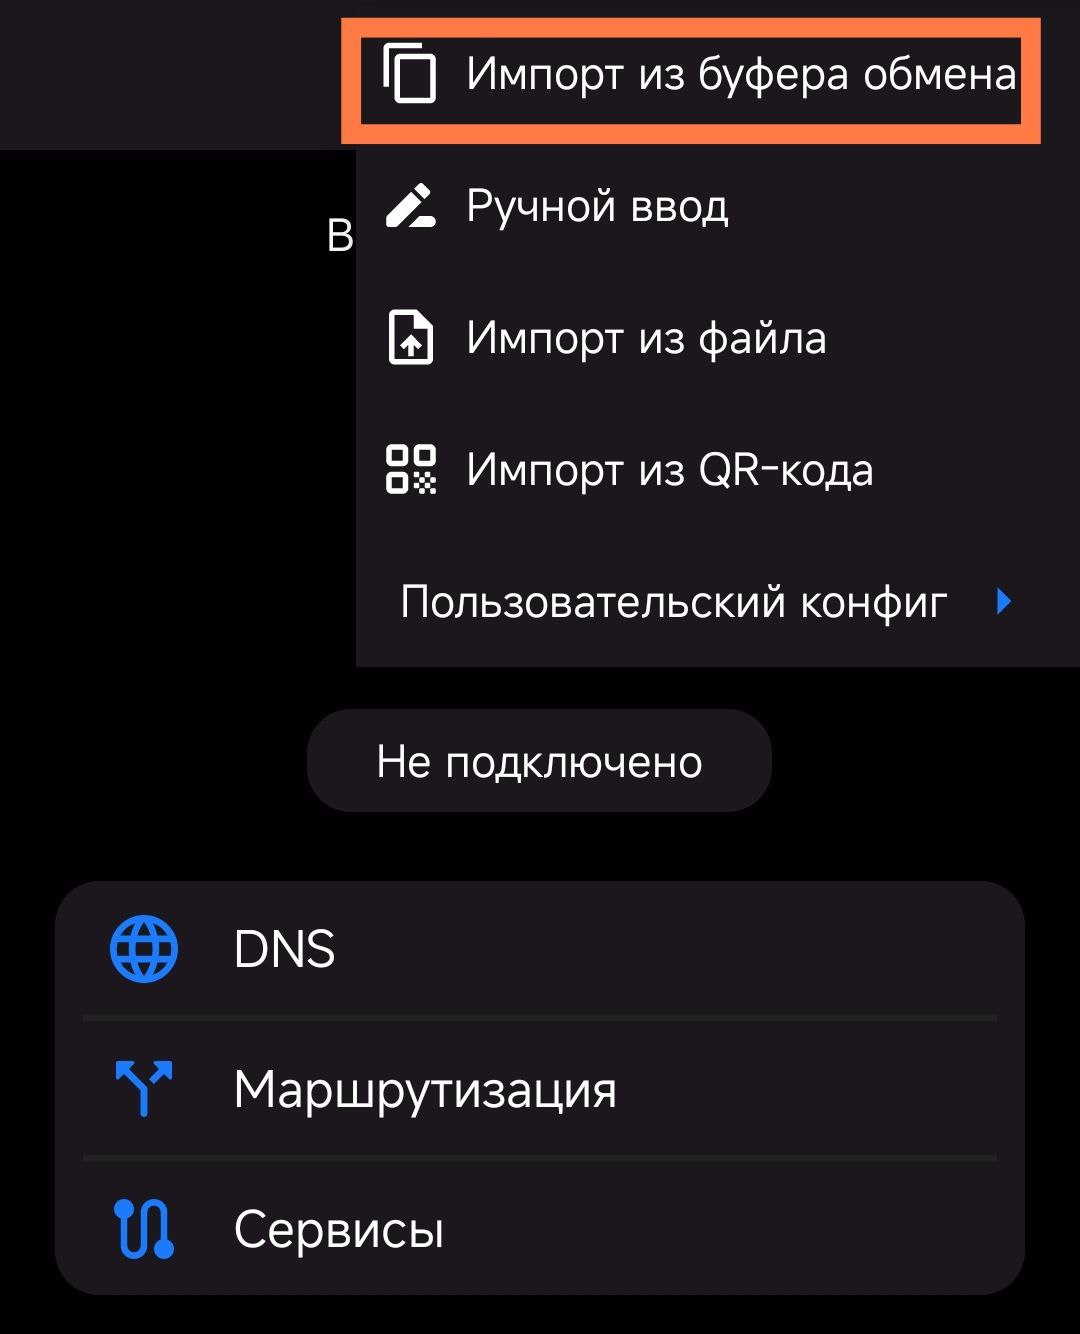 Импорт из буфера обмена
Ручной ввод
В
Импорт из файла
Импорт из QR-кода
Пользовательский конфиг
Не подключено
DNS
Маршрутизация
Сервисы